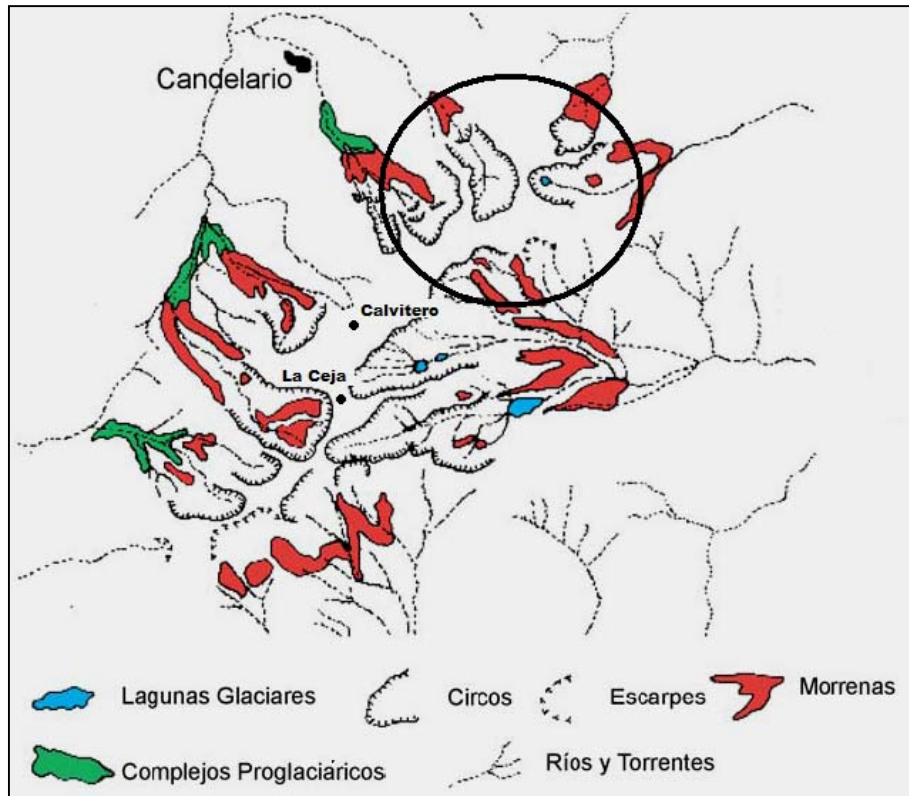 Candelario
Calvitero
La Ceja
Lagunas Glaciares
Circos
Escarpes
Morrenas
Complejos Proglaciáricos
Ríos y Torrentes